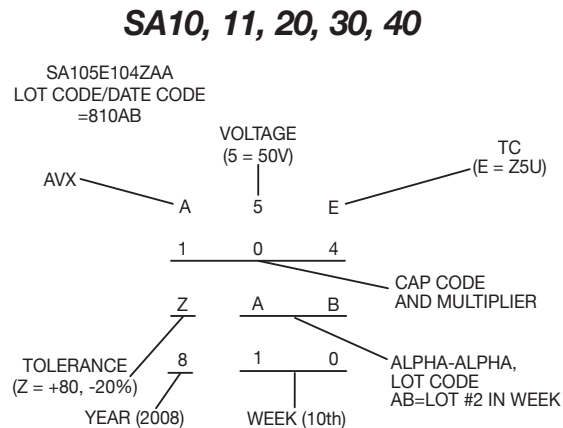 SA10, 11, 20, 30, 40
SA105E104ZAA
LOT CODE/DATE CODE
=810AB
VOLTAGE
(5 = 50V)
TC
(E = Z5U)
AVX
A 5 E
1 0 4
CAP CODE
AND MULTIPLIER
Z A B
TOLERANCE
(Z = +80, -20%)
8 1 0
ALPHA-ALPHA,
LOT CODE
AB=LOT #2 IN WEEK
YEAR (2008)
WEEK (10th)